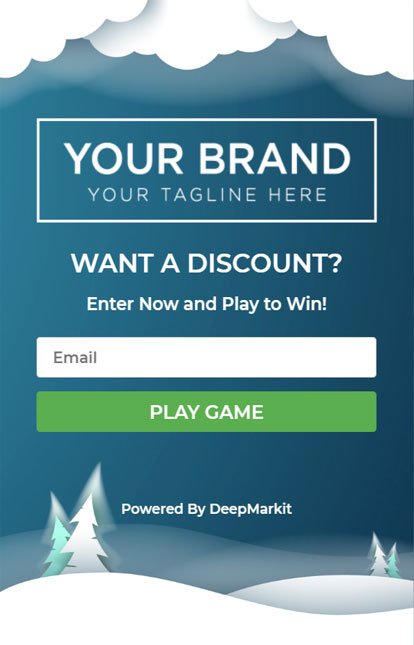 YOUR BRAND
YOUR TAGLINE HERE
WANT A DISCOUNT?
Enter Now and Play to Win!
Email
PLAY GAME
Powered By DeepMarkit